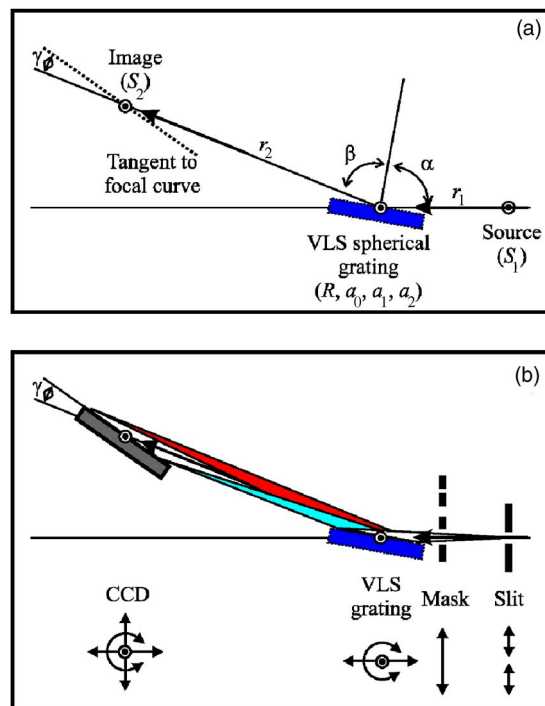 (a)
γ
Image
(S₂)
r₂
β
α
r₁
Tangent to
focal curve
VLS spherical
grating
(R, a₀, a₁, a₂)
Source
(S₁)
(b)
γ
CCD
VLS
grating
Mask
Slit